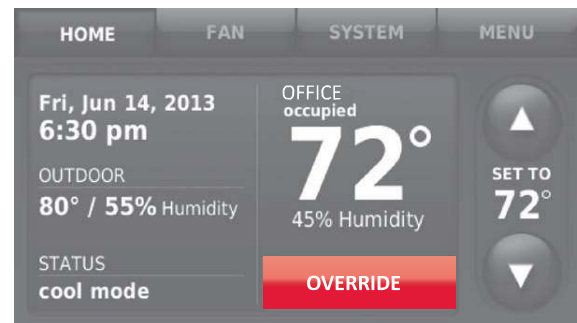 HOME FAN SYSTEM MENU
Fri, Jun 14, 2013
6:30 pm
OUTDOOR
80° / 55% Humidity
STATUS
cool mode
OFFICE
occupied
72°
45% Humidity
OVERRIDE
SET TO
72°